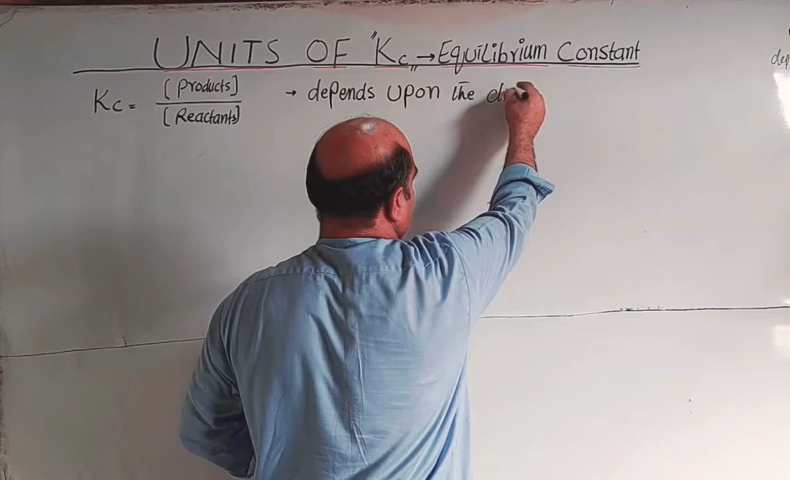 UNITS OF "Kc" → Equilibrium Constant
Kc = [Products] → depends upon the
[Reactants]